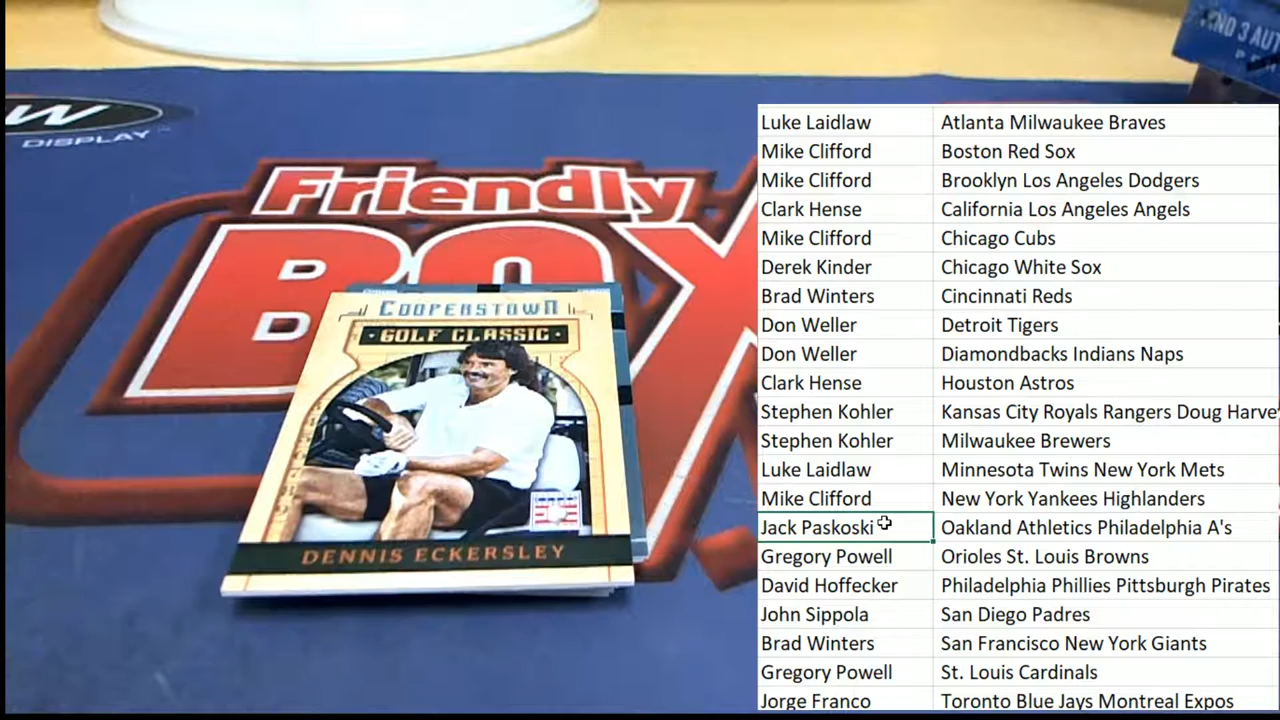 W
DISPLAY
Friendly
BOX
COOPERSTOWN
GOLF CLASSIC
DENNIS ECKERSLEY
AND 3 AUT
Luke Laidlaw Atlanta Milwaukee Braves
Mike Clifford Boston Red Sox
Mike Clifford Brooklyn Los Angeles Dodgers
Clark Hense California Los Angeles Angels
Mike Clifford Chicago Cubs
Derek Kinder Chicago White Sox
Brad Winters Cincinnati Reds
Don Weller Detroit Tigers
Don Weller Diamondbacks Indians Naps
Clark Hense Houston Astros
Stephen Kohler Kansas City Royals Rangers Doug Harve
Stephen Kohler Milwaukee Brewers
Luke Laidlaw Minnesota Twins New York Mets
Mike Clifford New York Yankees Highlanders
Jack Paskoski Oakland Athletics Philadelphia A's
Gregory Powell Orioles St. Louis Browns
David Hoffecker Philadelphia Phillies Pittsburgh Pirates
John Sippola San Diego Padres
Brad Winters San Francisco New York Giants
Gregory Powell St. Louis Cardinals
Jorge Franco Toronto Blue Jays Montreal Expos